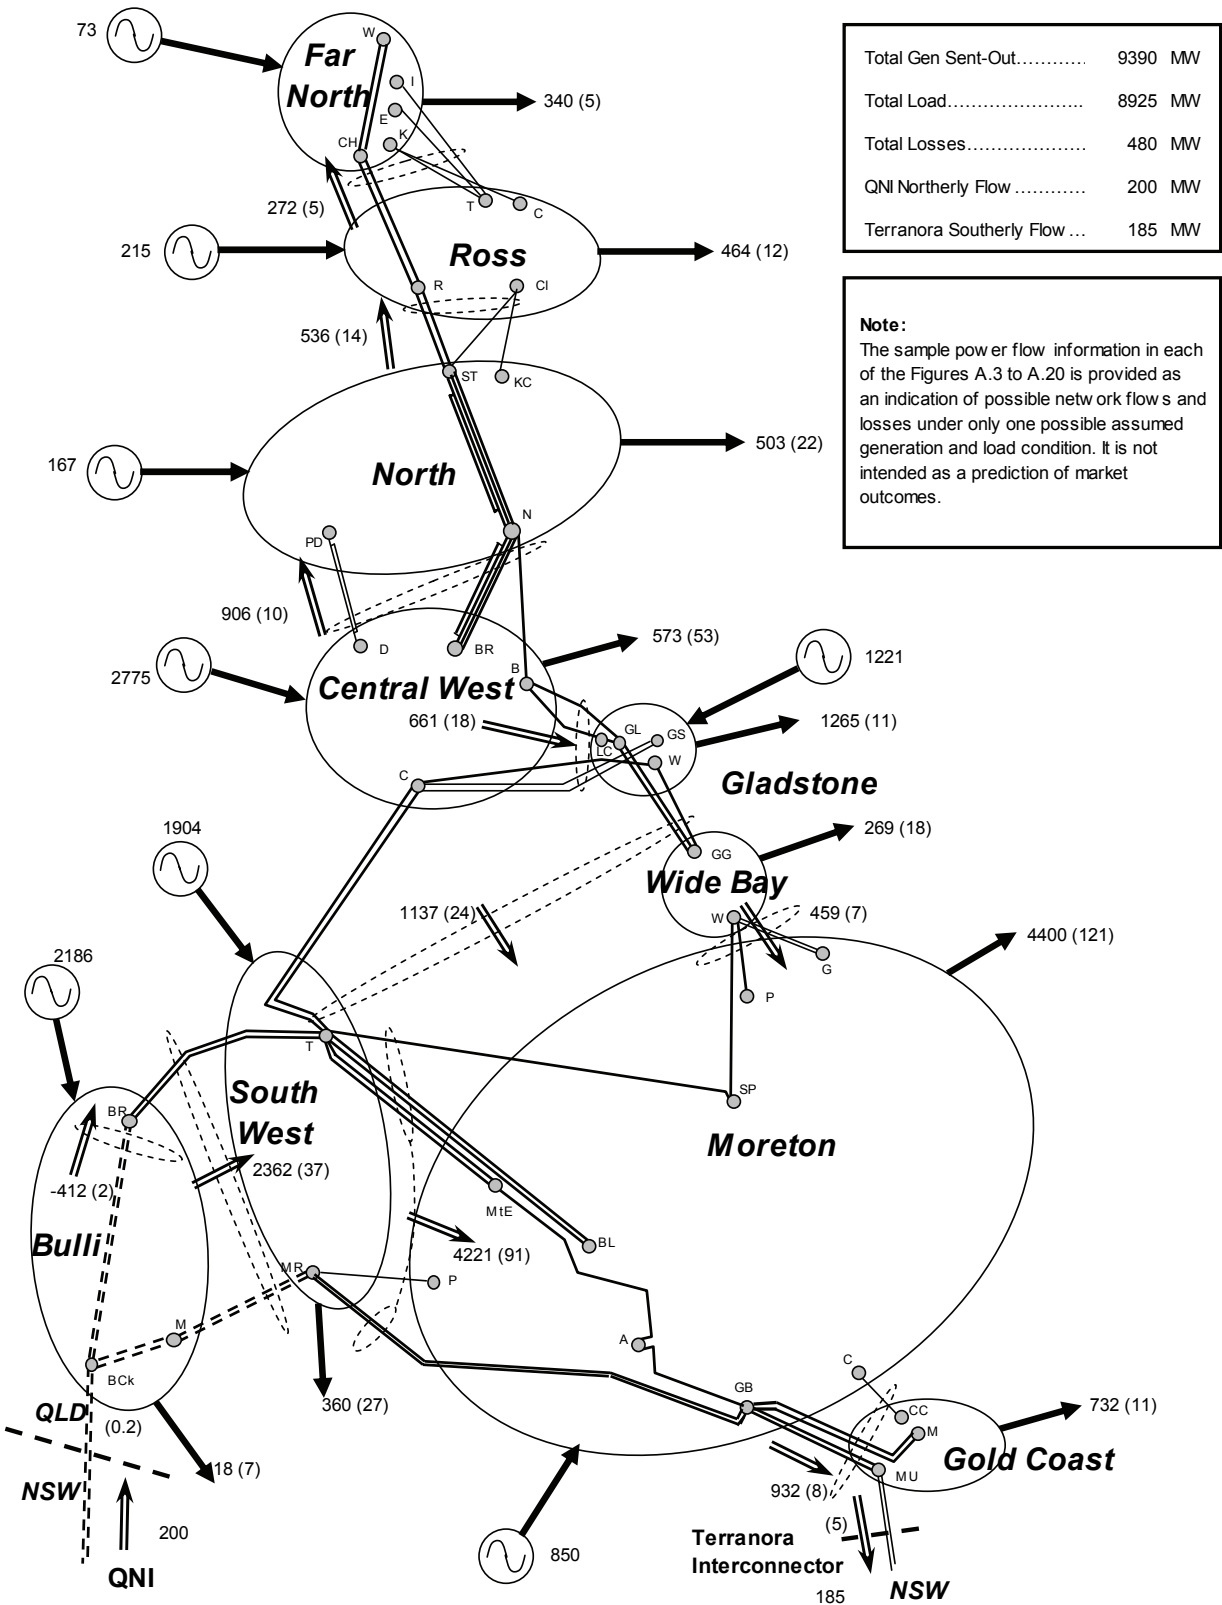 73
W
Far
North
I
E
K
CH
340 (5)
272 (5)
T
C
215
Ross
464 (12)
R
CI
536 (14)
ST
KC
503 (22)
167
North
N
PD
906 (10)
D
BR
573 (53)
1221
2775
Central West
B
661 (18)
1265 (11)
GL
GS
LC
W
C
Gladstone
1904
269 (18)
GG
Wide Bay
1137 (24)
W
459 (7)
4400 (121)
2186
G
P
T
SP
BR
South
West
Moreton
2362 (37)
-412 (2)
MtE
Bulli
BL
4221 (91)
MR
P
M
A
BCk
C
GB
360 (27)
CC
732 (11)
QLD
(0.2)
M
Gold Coast
18 (7)
MU
NSW
932 (8)
200
(5)
Terranora
Interconnector
850
QNI
185
NSW
Total Gen Sent-Out............ 9390 MW
Total Load...................... 8925 MW
Total Losses.................... 480 MW
QNI Northerly Flow ............ 200 MW
Terranora Southerly Flow ... 185 MW
Note:
The sample power flow information in each
of the Figures A.3 to A.20 is provided as
an indication of possible network flows and
losses under only one possible assumed
generation and load condition. It is not
intended as a prediction of market
outcomes.